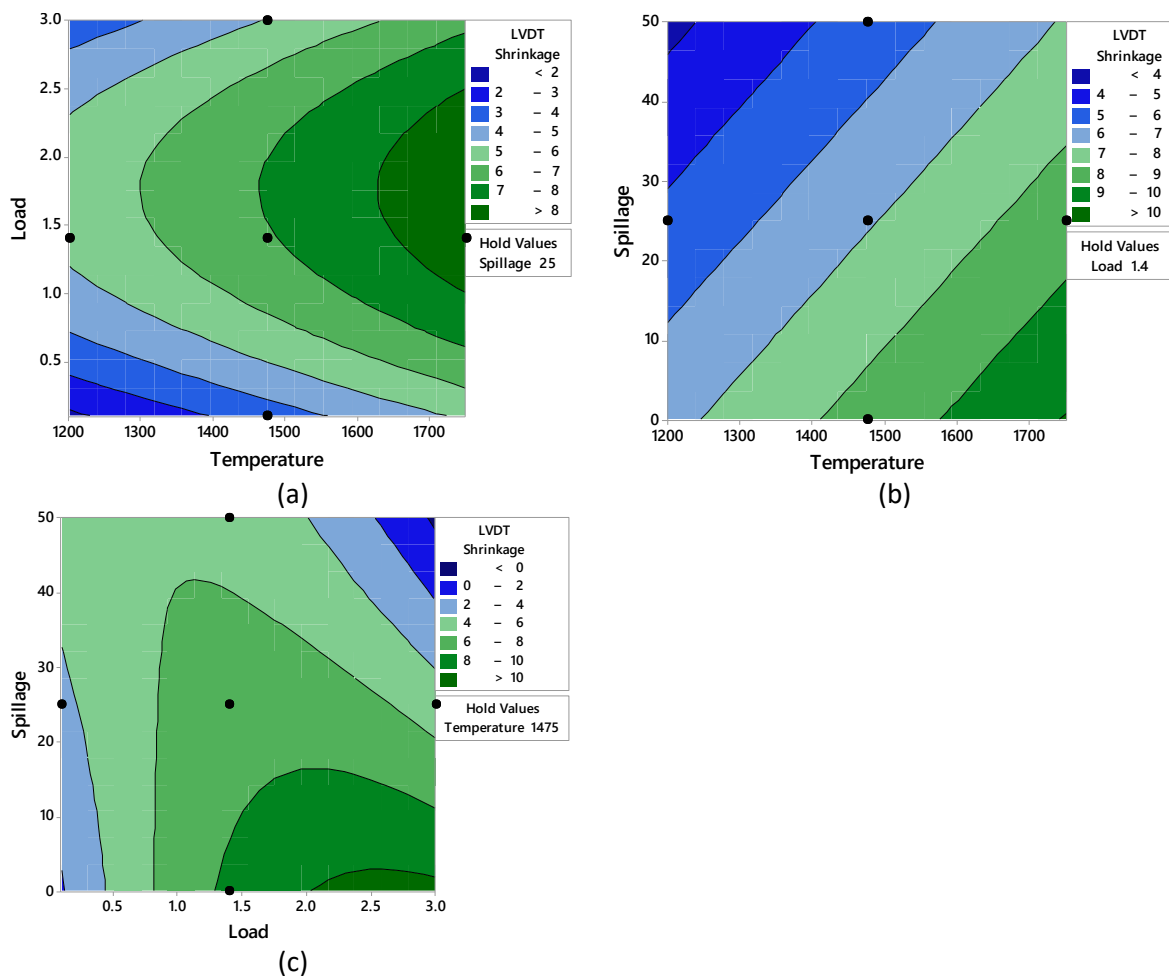 3.0
2.5
2.0
1.5
1.0
0.5
Load
1200 1300 1400 1500 1600 1700
Temperature
LVDT
Shrinkage
< 2
2 – 3
3 – 4
4 – 5
5 – 6
6 – 7
7 – 8
> 8
Hold Values
Spillage 25
(a)
50
40
30
20
10
0
Spillage
1200 1300 1400 1500 1600 1700
Temperature
LVDT
Shrinkage
< 4
4 – 5
5 – 6
6 – 7
7 – 8
8 – 9
9 – 10
> 10
Hold Values
Load 1.4
(b)
50
40
30
20
10
0
Spillage
0.5 1.0 1.5 2.0 2.5 3.0
Load
LVDT
Shrinkage
< 0
0 – 2
2 – 4
4 – 6
6 – 8
8 – 10
> 10
Hold Values
Temperature 1475
(c)